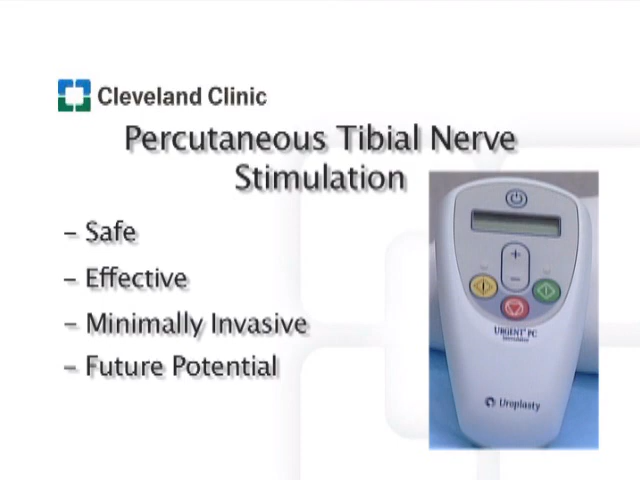 Cleveland Clinic
Percutaneous Tibial Nerve
Stimulation
– Safe
– Effective
– Minimally Invasive
– Future Potential
+
–
URGENT® PC
Uroplasty